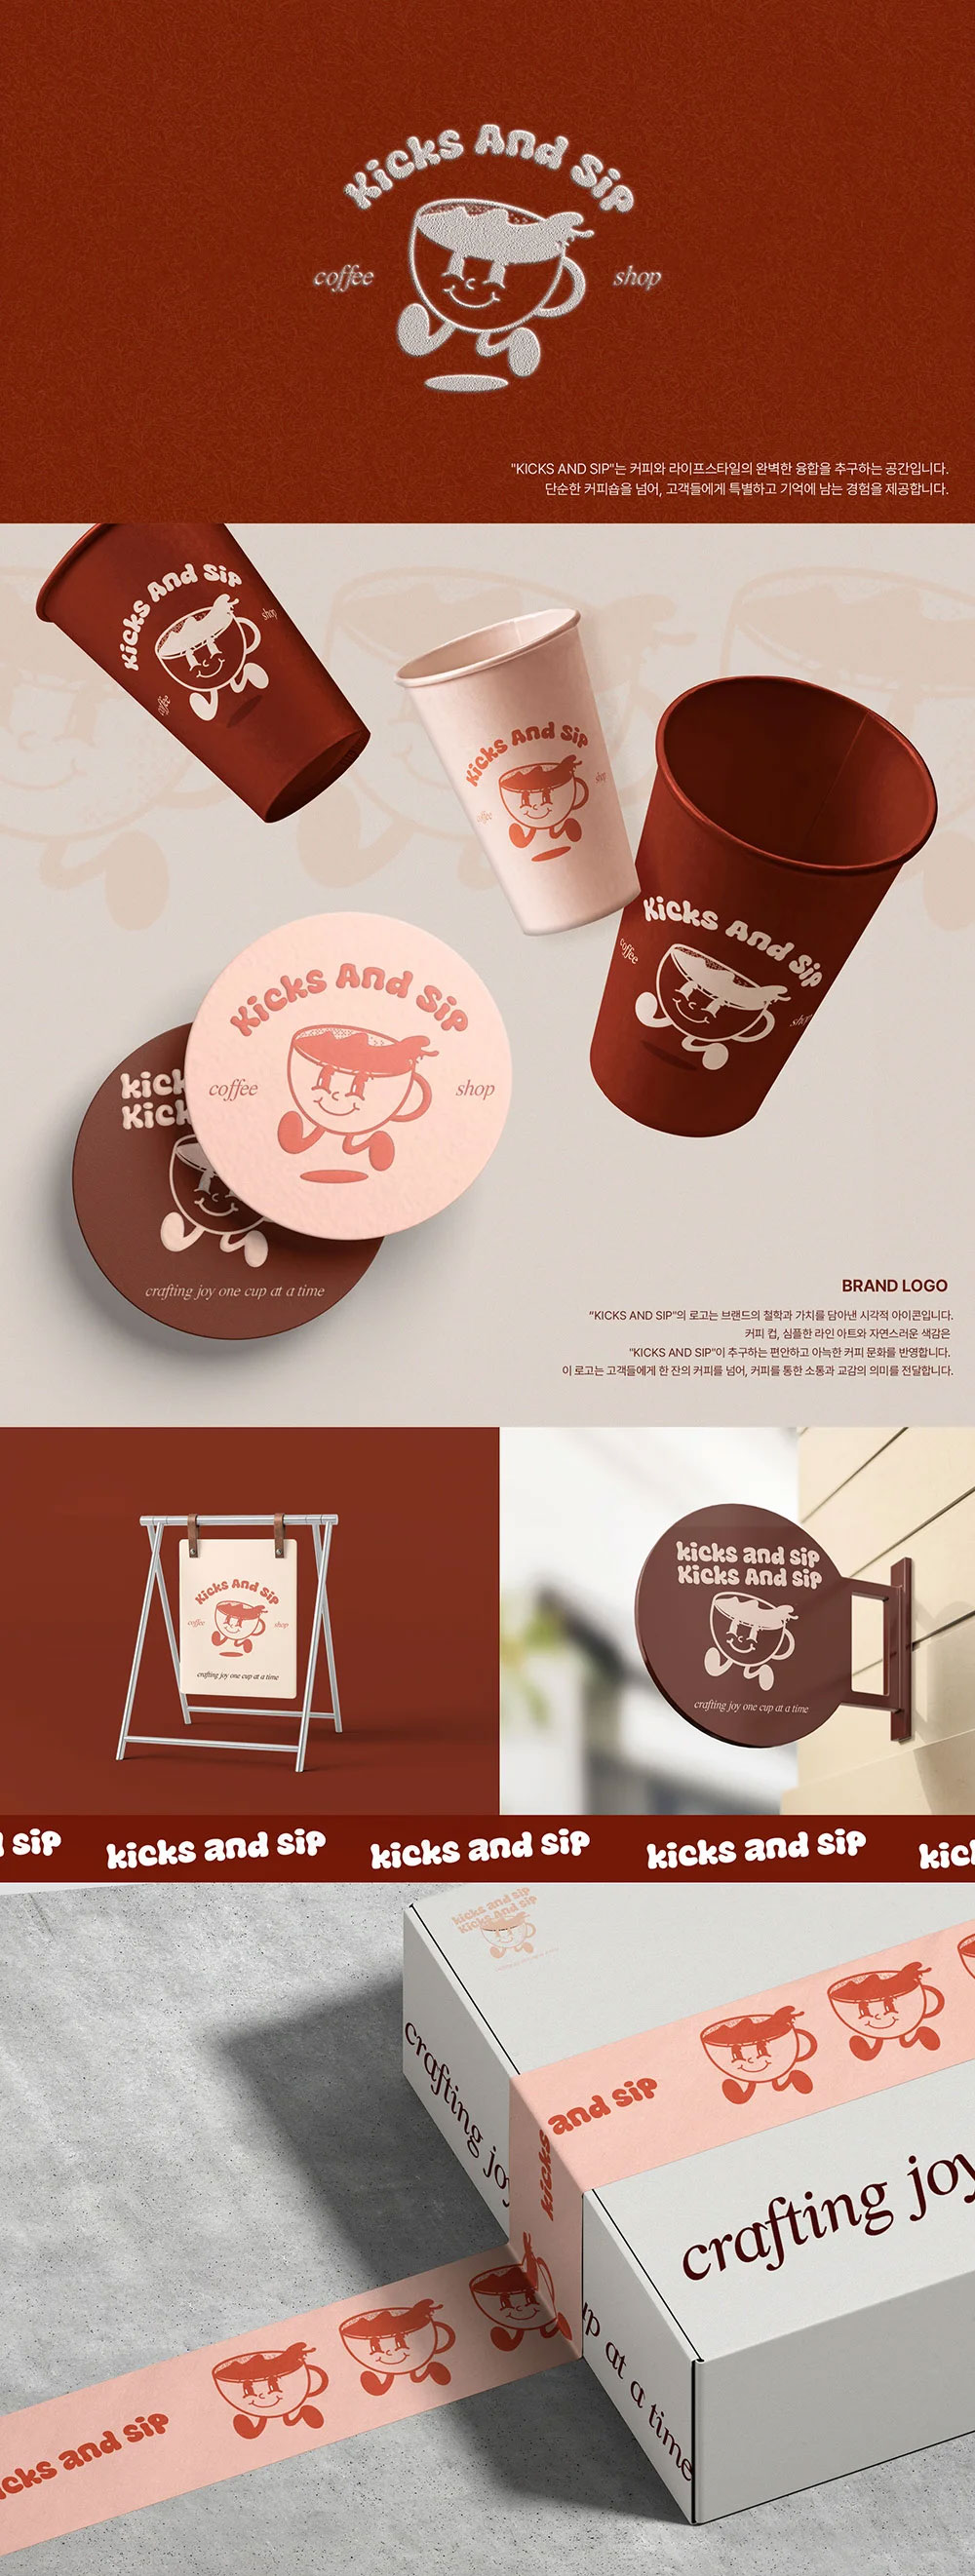 Kicks And Sip
coffee
shop
"KICKS AND SIP"는 커피와 라이프스타일의 완벽한 융합을 추구하는 공간입니다.
단순한 커피숍을 넘어, 고객들에게 특별하고 기억에 남는 경험을 제공합니다.
Kicks And Sip
coffee
shop
Kicks And Sip
coffee
shop
Kicks And Sip
coffee
shop
Kicks And Sip
coffee
shop
kick
Kick
crafting joy one cup at a time
BRAND LOGO
"KICKS AND SIP"의 로고는 브랜드의 철학과 가치를 담아낸 시각적 아이콘입니다.
커피 컵, 심플한 라인 아트와 자연스러운 색감은
"KICKS AND SIP"이 추구하는 편안하고 아늑한 커피 문화를 반영합니다.
이 로고는 고객들에게 한 잔의 커피를 넘어, 커피를 통한 소통과 교감의 의미를 전달합니다.
Kicks And Sip
coffee
shop
crafting joy one cup at a time
kicks and sip
Kicks And sip
crafting joy one cup at a time
sip
kicks and sip
kicks and sip
kicks and sip
kic
kicks and sip
Kicks And sip
crafting joy
kicks and sip
crafting joy
up at a time
cks and sip